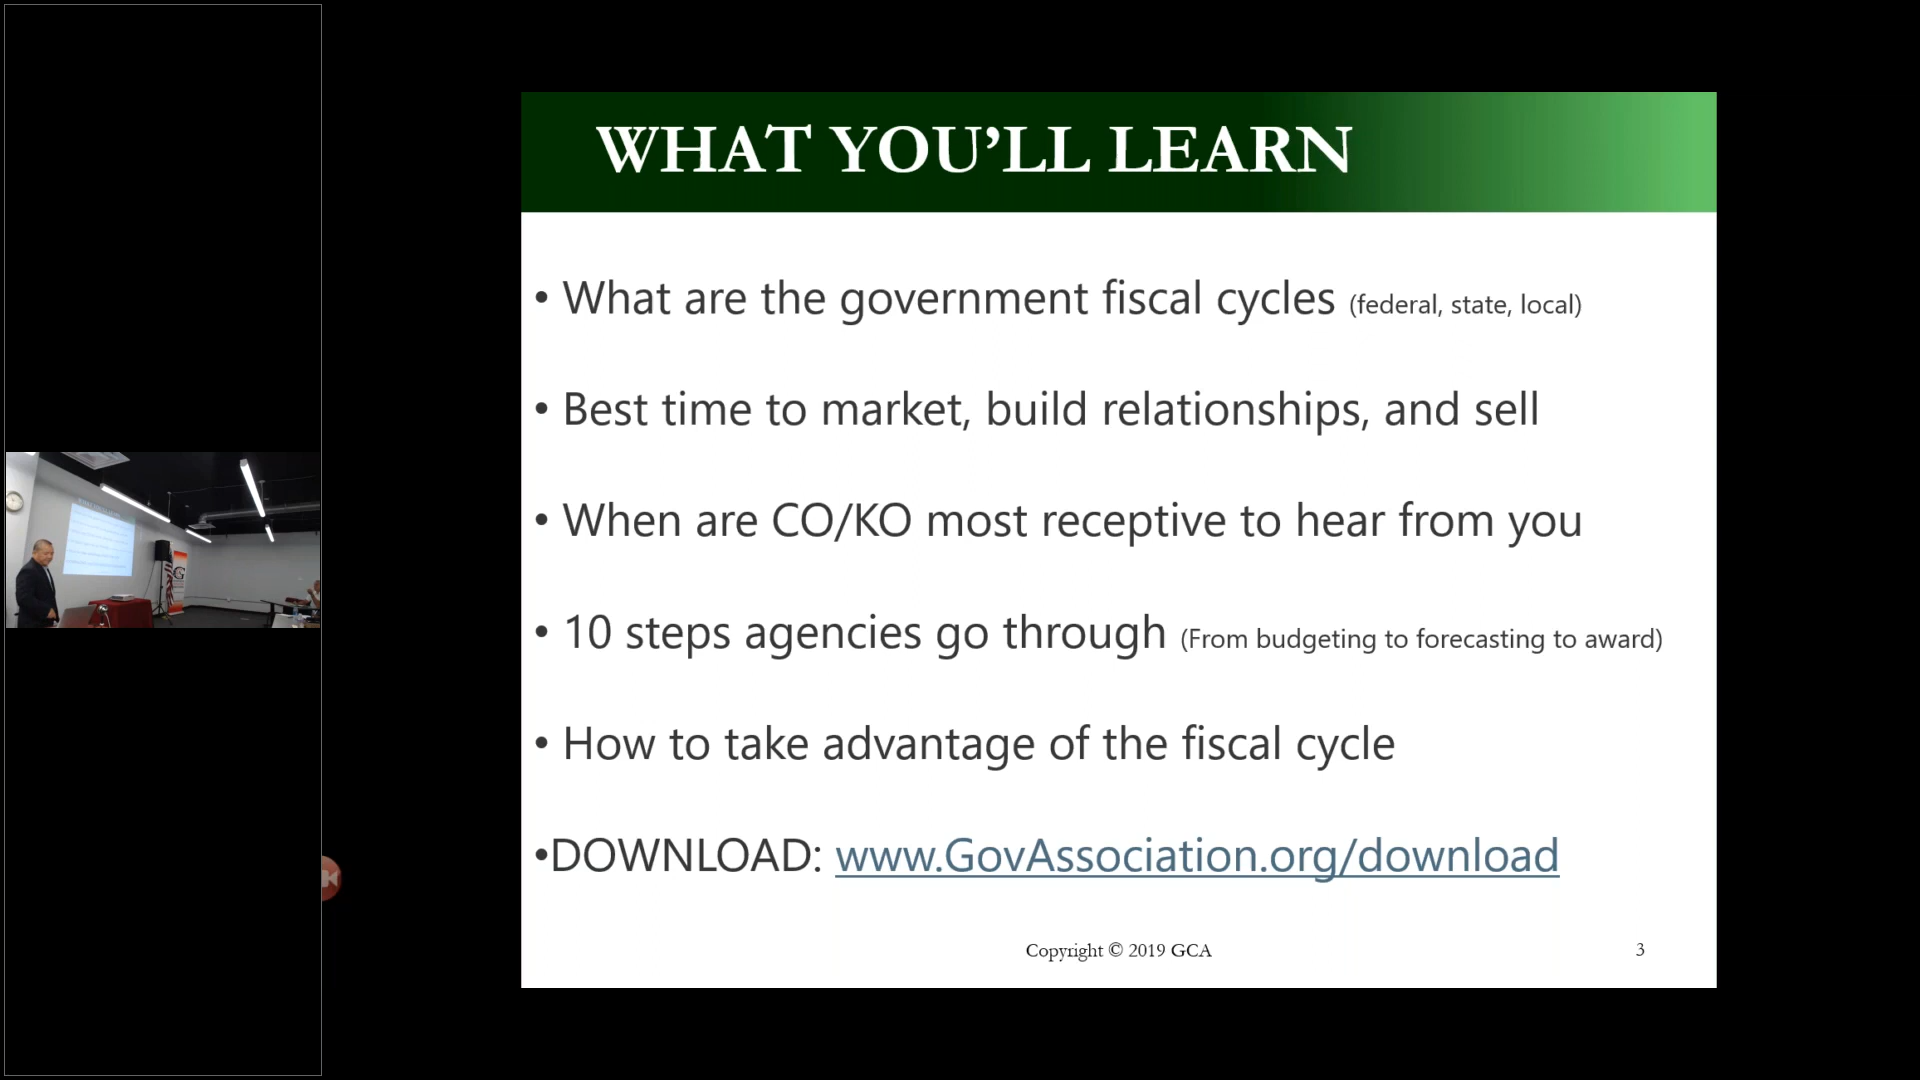 WHAT YOU’LL LEARN
• What are the government fiscal cycles (federal, state, local)
• Best time to market, build relationships, and sell
• When are CO/KO most receptive to hear from you
• 10 steps agencies go through (From budgeting to forecasting to award)
• How to take advantage of the fiscal cycle
•DOWNLOAD: www.GovAssociation.org/download
Copyright © 2019 GCA
3